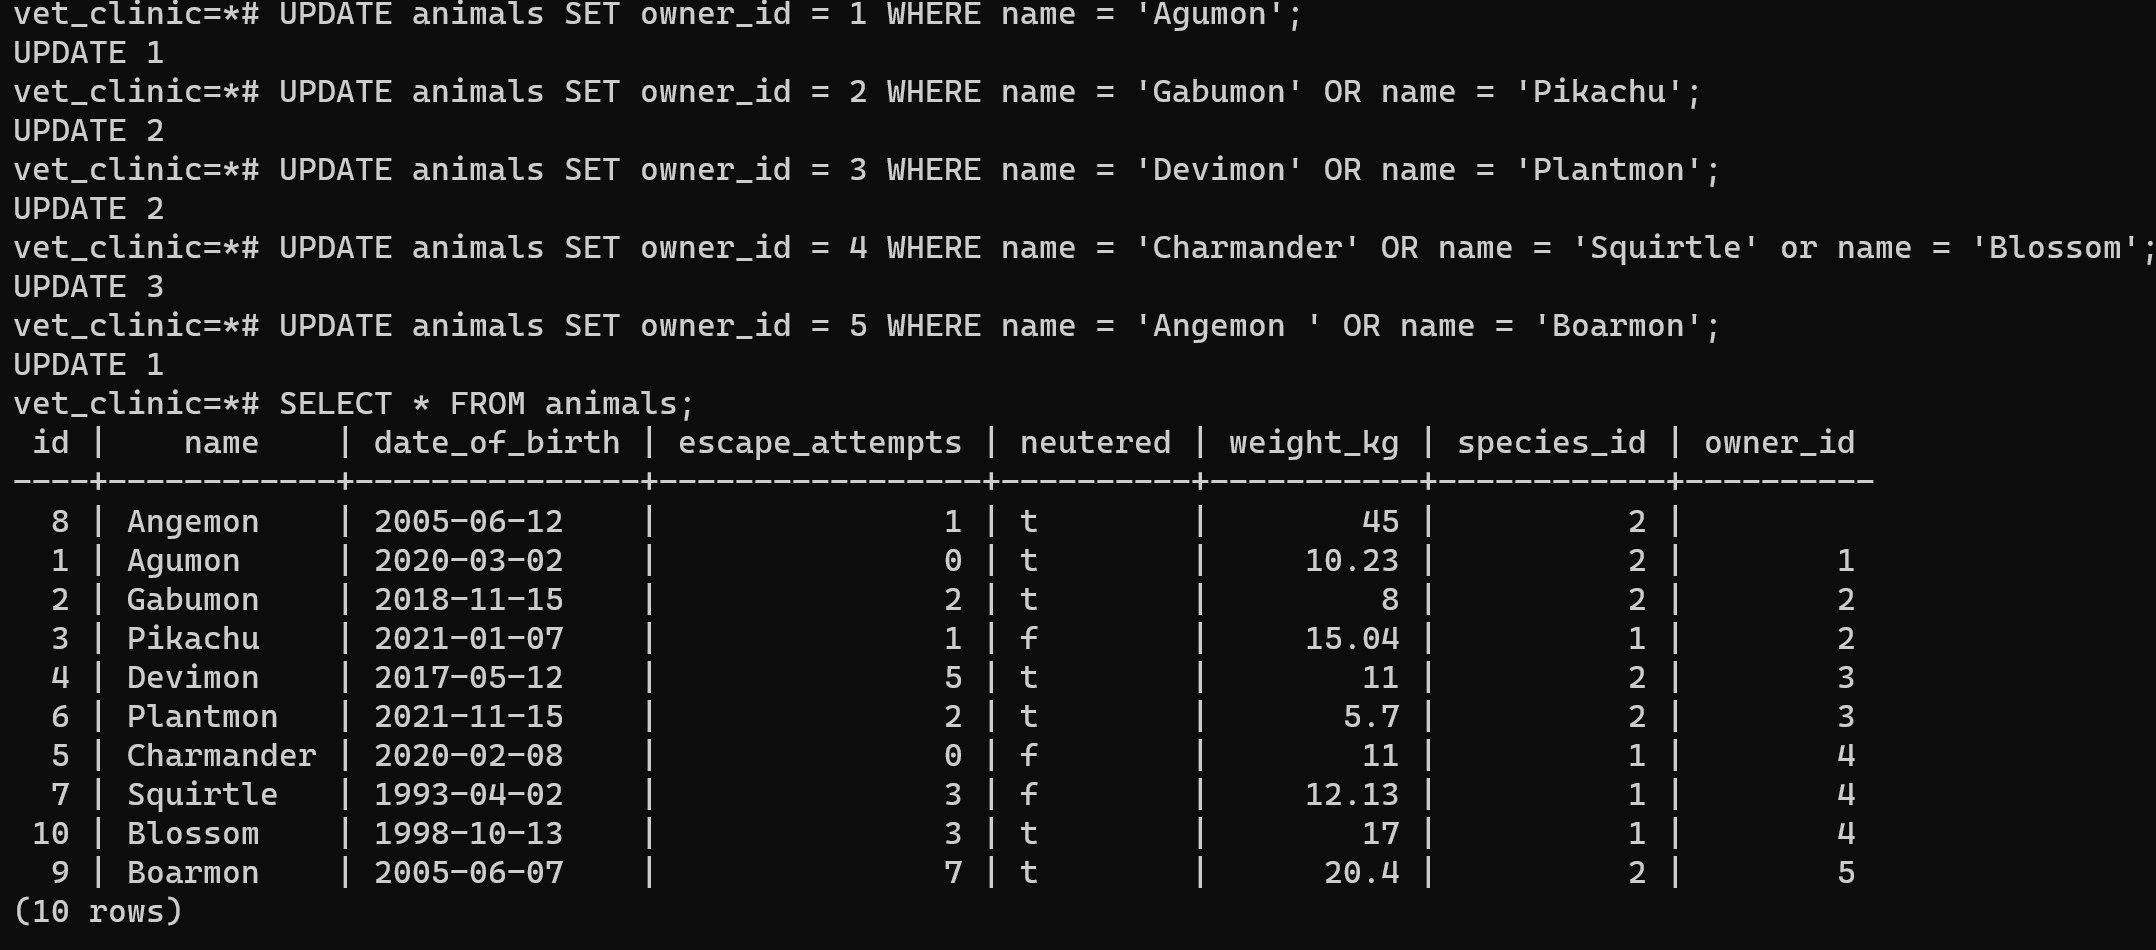 vet_clinic=*# UPDATE animals SET owner_id = 1 WHERE name = 'Agumon';
UPDATE 1
vet_clinic=*# UPDATE animals SET owner_id = 2 WHERE name = 'Gabumon' OR name = 'Pikachu';
UPDATE 2
vet_clinic=*# UPDATE animals SET owner_id = 3 WHERE name = 'Devimon' OR name = 'Plantmon';
UPDATE 2
vet_clinic=*# UPDATE animals SET owner_id = 4 WHERE name = 'Charmander' OR name = 'Squirtle' or name = 'Blossom';
UPDATE 3
vet_clinic=*# UPDATE animals SET owner_id = 5 WHERE name = 'Angemon ' OR name = 'Boarmon';
UPDATE 1
vet_clinic=*# SELECT * FROM animals;
 id |    name    | date_of_birth | escape_attempts | neutered | weight_kg | species_id | owner_id
----+------------+---------------+-----------------+----------+-----------+------------+----------
  8 | Angemon    | 2005-06-12    |               1 | t        |        45 |          2 |
  1 | Agumon     | 2020-03-02    |               0 | t        |     10.23 |          2 |        1
  2 | Gabumon    | 2018-11-15    |               2 | t        |         8 |          2 |        2
  3 | Pikachu    | 2021-01-07    |               1 | f        |     15.04 |          1 |        2
  4 | Devimon    | 2017-05-12    |               5 | t        |        11 |          2 |        3
  6 | Plantmon   | 2021-11-15    |               2 | t        |       5.7 |          2 |        3
  5 | Charmander | 2020-02-08    |               0 | f        |        11 |          1 |        4
  7 | Squirtle   | 1993-04-02    |               3 | f        |     12.13 |          1 |        4
 10 | Blossom    | 1998-10-13    |               3 | t        |        17 |          1 |        4
  9 | Boarmon    | 2005-06-07    |               7 | t        |      20.4 |          2 |        5
(10 rows)